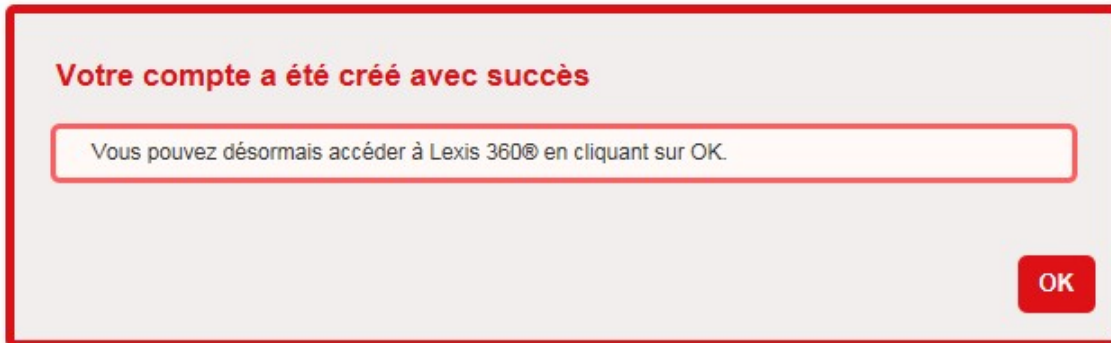 Votre compte a été créé avec succès
Vous pouvez désormais accéder à Lexis 360® en cliquant sur OK.
OK